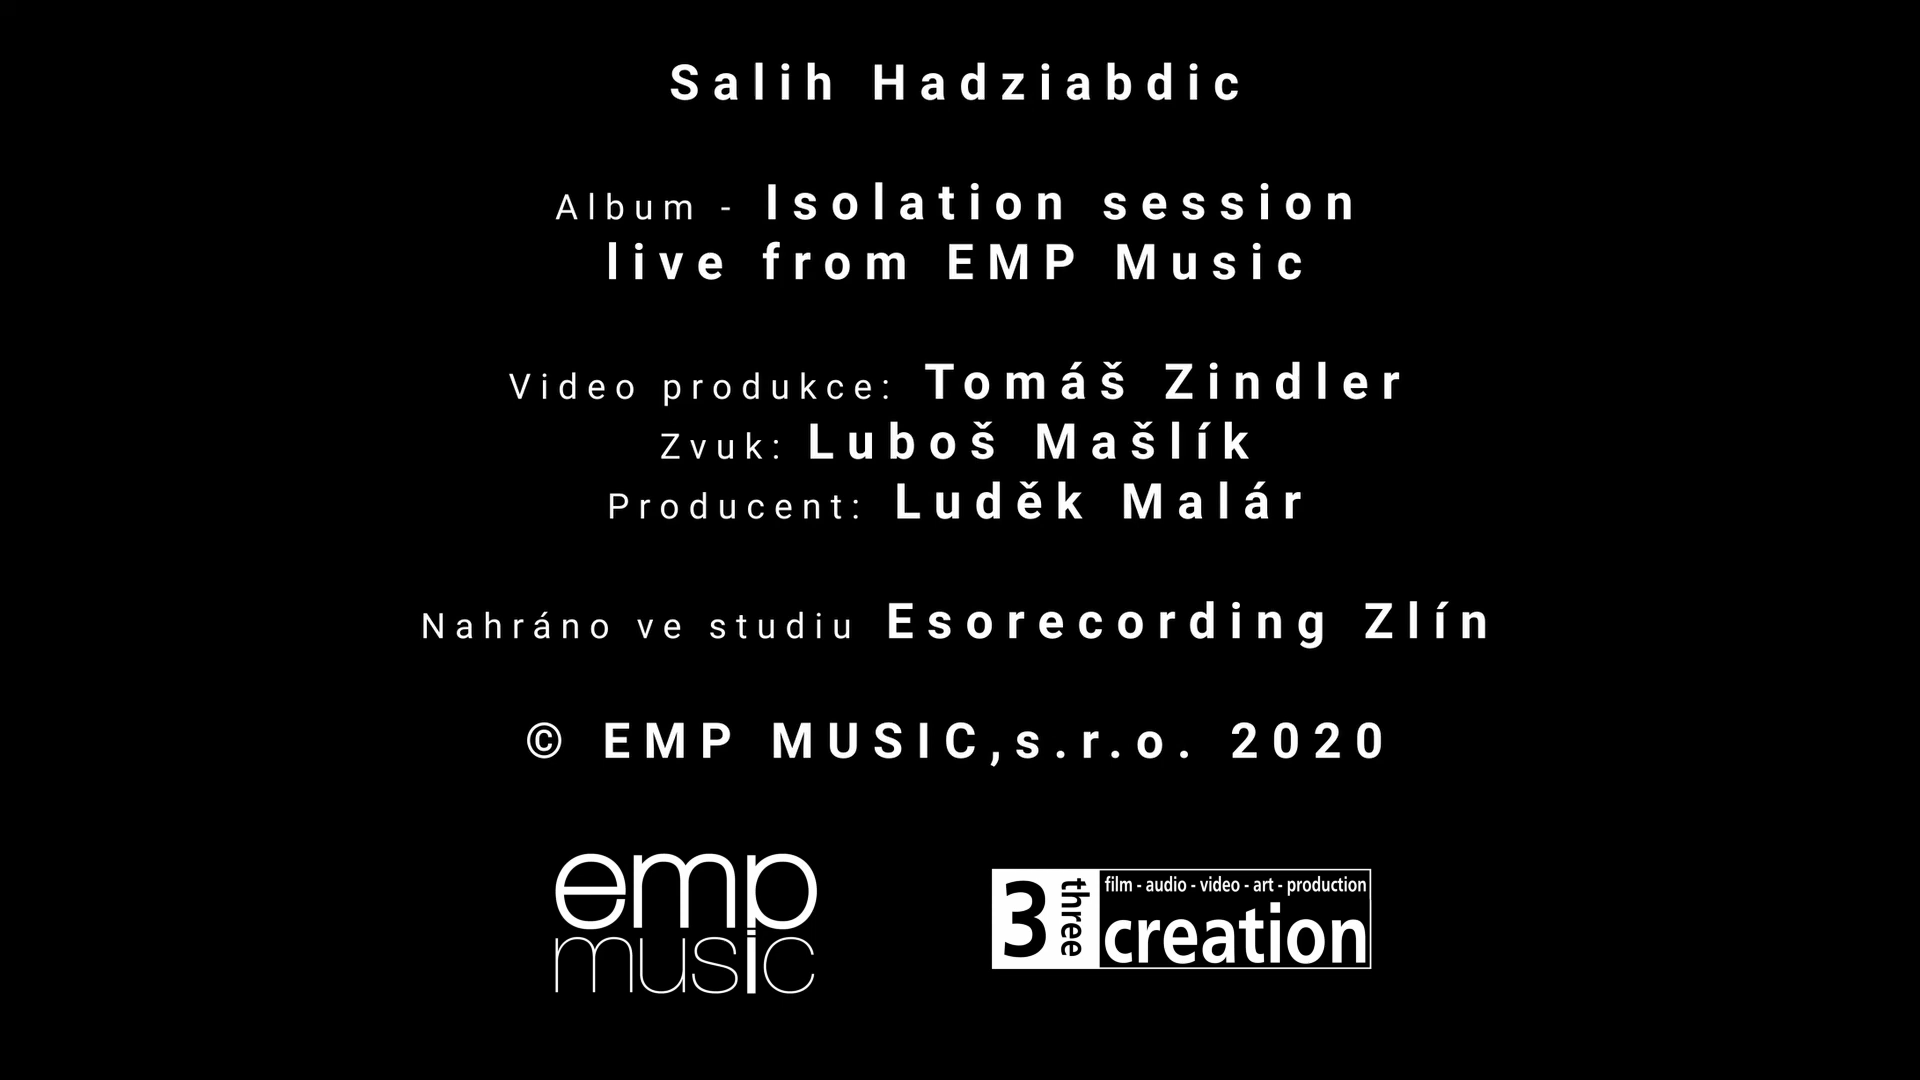 Salih Hadziabdic
Album - Isolation session
live from EMP Music
Video produkce: Tomáš Zindler
Zvuk: Luboš Mašlík
Producent: Luděk Malár
Nahráno ve studiu Esorecording Zlín
© EMP MUSIC,s.r.o. 2020
emp
music
3 three
film - audio - video - art - production
creation